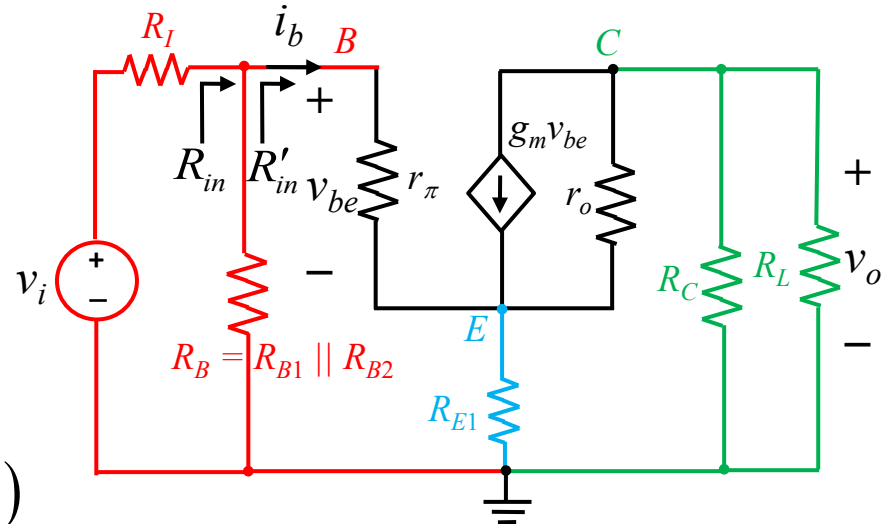 R_I
i_b
B
C
+
g_m v_be
R_in
R'_in
v_be
r_π
r_o
+
v_i
+
−
−
R_C
R_L
v_o
E
−
R_B = R_B1 || R_B2
R_E1
)